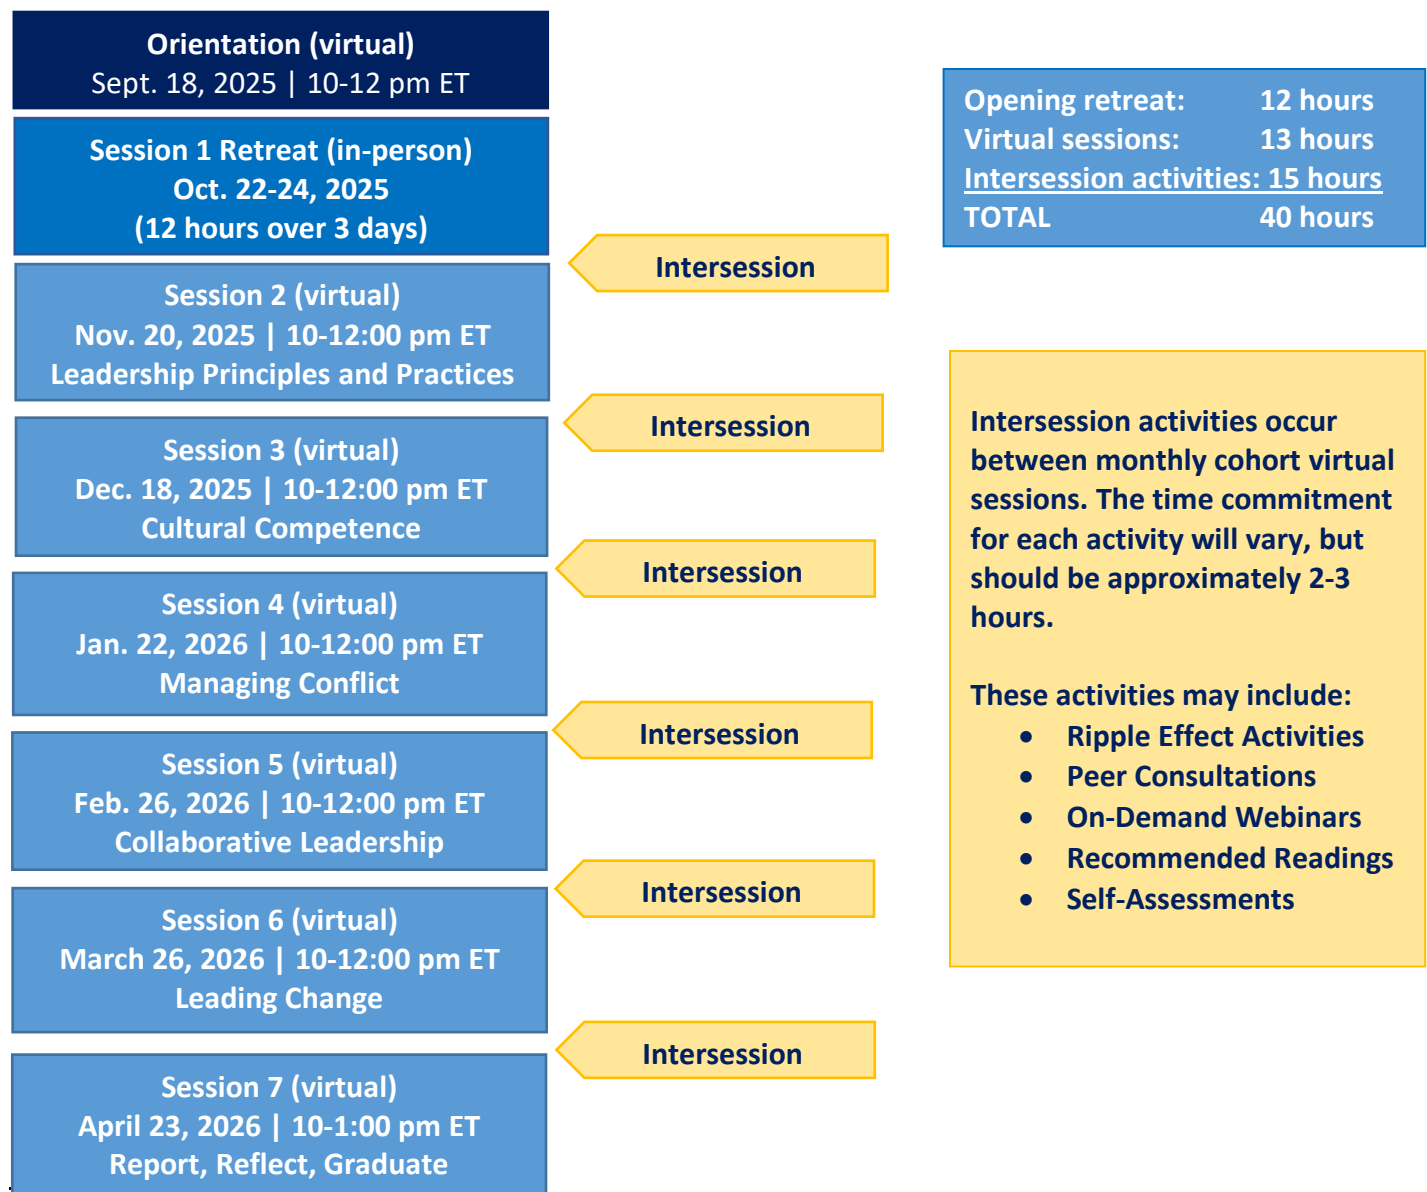 Orientation (virtual)
Sept. 18, 2025 | 10-12 pm ET
Session 1 Retreat (in-person)
Oct. 22-24, 2025
(12 hours over 3 days)
Intersession
Session 2 (virtual)
Nov. 20, 2025 | 10-12:00 pm ET
Leadership Principles and Practices
Intersession
Session 3 (virtual)
Dec. 18, 2025 | 10-12:00 pm ET
Cultural Competence
Intersession
Session 4 (virtual)
Jan. 22, 2026 | 10-12:00 pm ET
Managing Conflict
Intersession
Session 5 (virtual)
Feb. 26, 2026 | 10-12:00 pm ET
Collaborative Leadership
Intersession
Session 6 (virtual)
March 26, 2026 | 10-12:00 pm ET
Leading Change
Intersession
Session 7 (virtual)
April 23, 2026 | 10-1:00 pm ET
Report, Reflect, Graduate
Opening retreat: 12 hours
Virtual sessions: 13 hours
Intersession activities: 15 hours
TOTAL 40 hours
Intersession activities occur
between monthly cohort virtual
sessions. The time commitment
for each activity will vary, but
should be approximately 2-3
hours.
These activities may include:
• Ripple Effect Activities
• Peer Consultations
• On-Demand Webinars
• Recommended Readings
• Self-Assessments